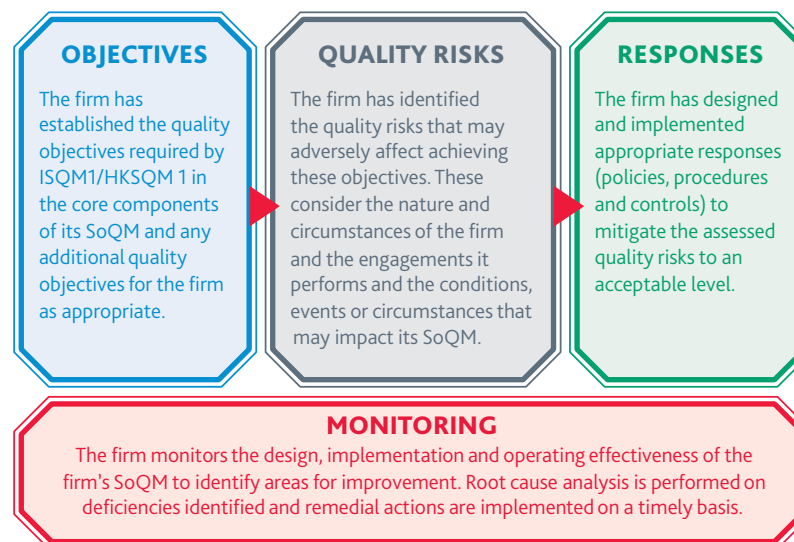 OBJECTIVES
The firm has
established the quality
objectives required by
ISQM1/HKSQM 1 in
the core components
of its SoQM and any
additional quality
objectives for the firm
as appropriate.
QUALITY RISKS
The firm has identified
the quality risks that may
adversely affect achieving
these objectives. These
consider the nature and
circumstances of the firm
and the engagements it
performs and the conditions,
events or circumstances that
may impact its SoQM.
RESPONSES
The firm has designed
and implemented
appropriate responses
(policies, procedures
and controls) to
mitigate the assessed
quality risks to an
acceptable level.
MONITORING
The firm monitors the design, implementation and operating effectiveness of the
firm's SoQM to identify areas for improvement. Root cause analysis is performed on
deficiencies identified and remedial actions are implemented on a timely basis.